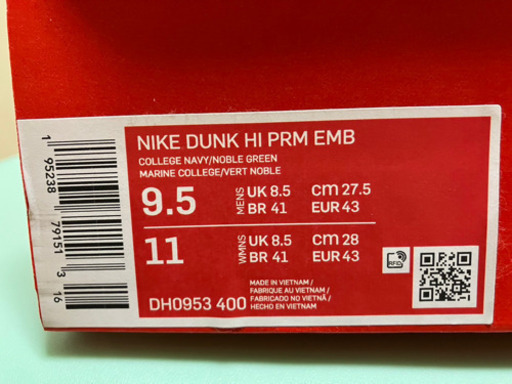 NIKE DUNK HI PRM EMB
COLLEGE NAVY/NOBLE GREEN
MARINE COLLEGE/VERT NOBLE
9.5 MENS UK 8.5 cm 27.5
BR 41 EUR 43
11 WMNS UK 8.5 cm 28
BR 41 EUR 43
MADE IN VIETNAM /
FABRIQUE AU VIETNAM /
FABRICADO NO VIETNÃ /
HECHO EN VIETNAM
DH0953 400
RFID
1 95238 79151 3 16